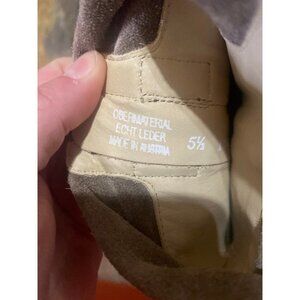 OBERMATERIAL
ECHT LEDER
MADE IN AUSTRIA 5½